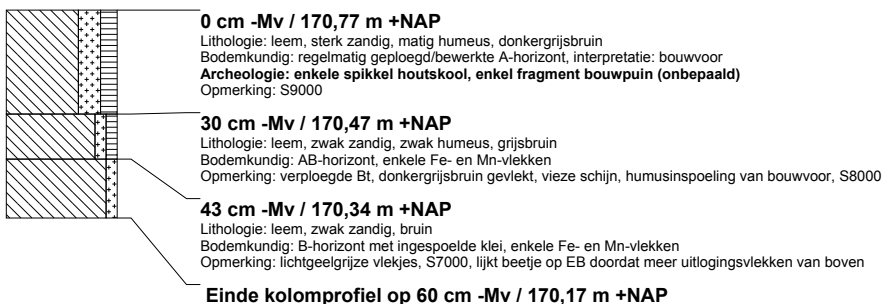 0 cm -Mv / 170,77 m +NAP
Lithologie: leem, sterk zandig, matig humeus, donkergrijsbruin
Bodemkundig: regelmatig geploegd/bewerkte A-horizont, interpretatie: bouwvoor
Archeologie: enkele spikkel houtskool, enkel fragment bouwpuin (onbepaald)
Opmerking: S9000
30 cm -Mv / 170,47 m +NAP
Lithologie: leem, zwak zandig, zwak humeus, grijsbruin
Bodemkundig: AB-horizont, enkele Fe- en Mn-vlekken
Opmerking: verploegde Bt, donkergrijsbruin gevlekt, vieze schijn, humusinspoeling van bouwvoor, S8000
43 cm -Mv / 170,34 m +NAP
Lithologie: leem, zwak zandig, bruin
Bodemkundig: B-horizont met ingespoelde klei, enkele Fe- en Mn-vlekken
Opmerking: lichtgeelgrijze vlekjes, S7000, lijkt beetje op EB doordat meer uitlogingsvlekken van boven
Einde kolomprofiel op 60 cm -Mv / 170,17 m +NAP